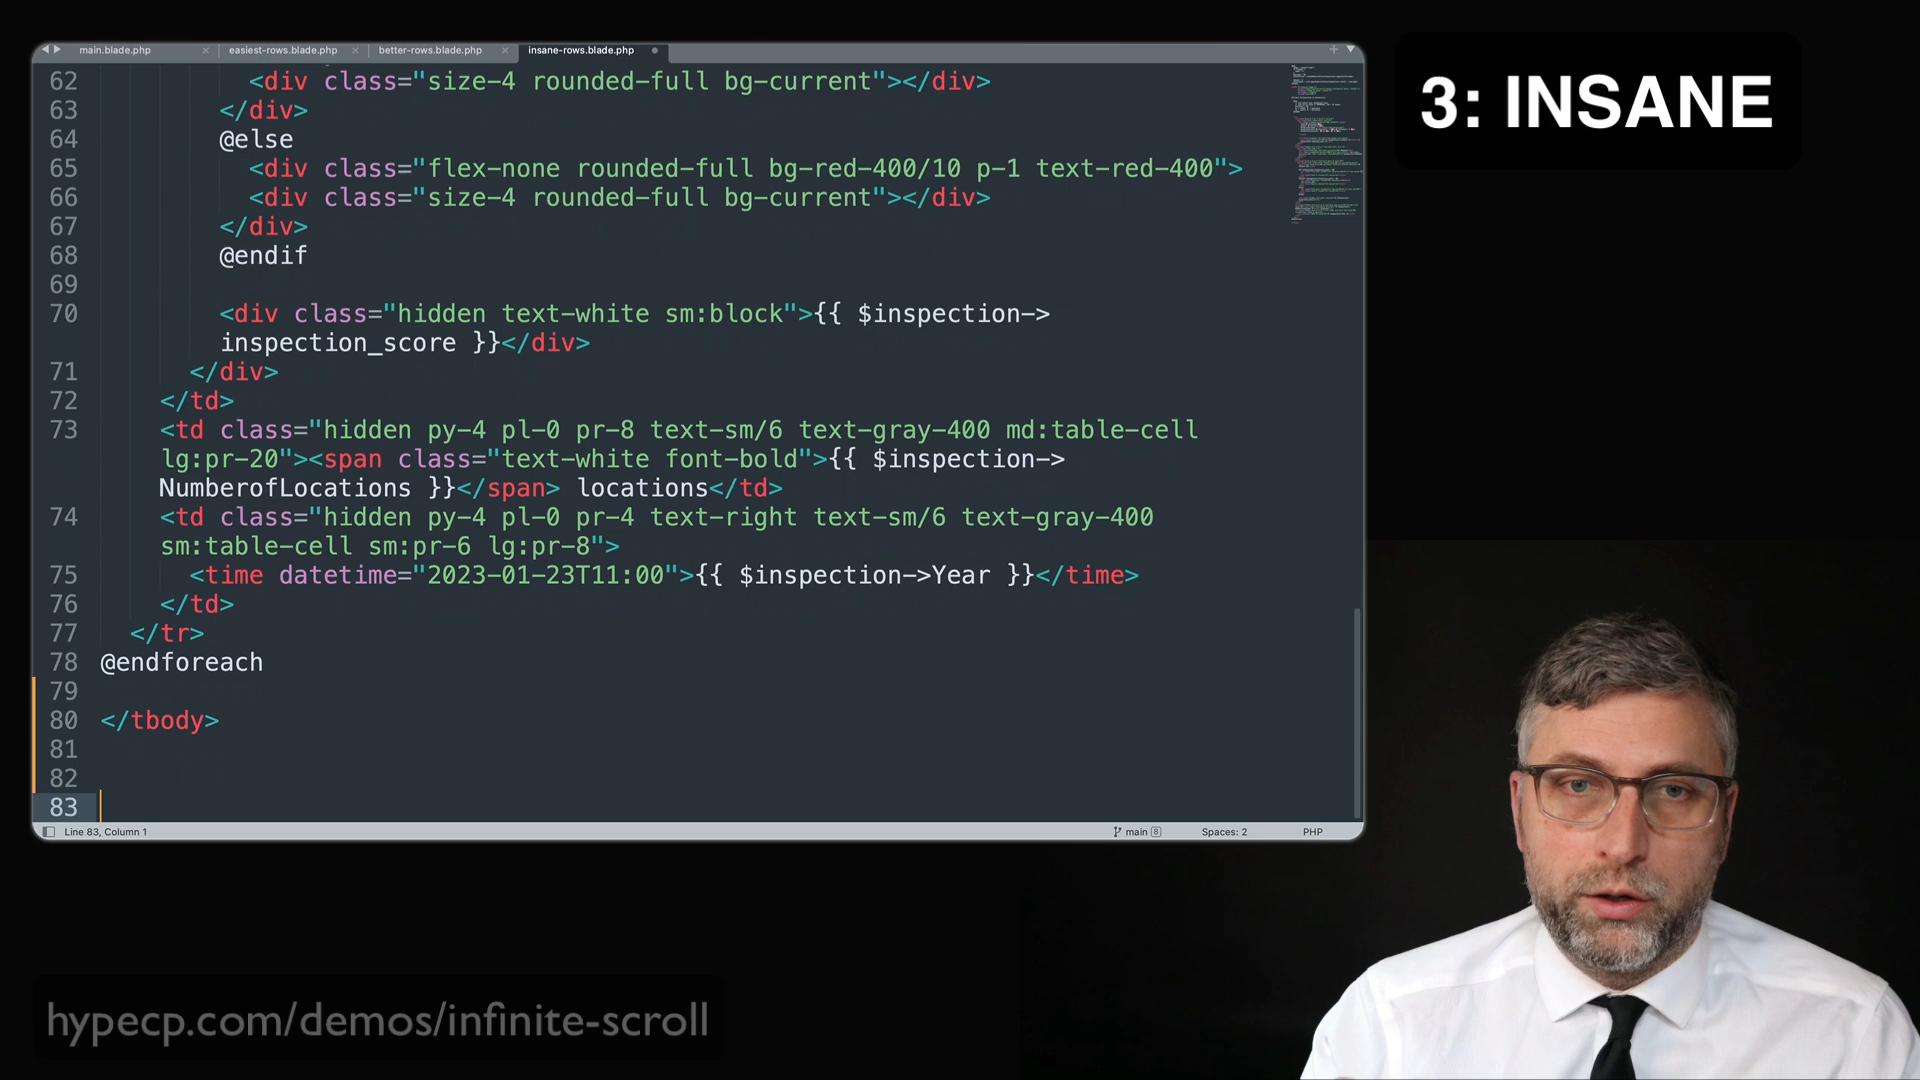 main.blade.php
easiest-rows.blade.php
better-rows.blade.php
insane-rows.blade.php
3: INSANE
62 <div class="size-4 rounded-full bg-current"></div>
63 </div>
64 @else
65 <div class="flex-none rounded-full bg-red-400/10 p-1 text-red-400">
66 <div class="size-4 rounded-full bg-current"></div>
67 </div>
68 @endif
69
70 <div class="hidden text-white sm:block">{{ $inspection->
inspection_score }}</div>
71 </div>
72 </td>
73 <td class="hidden py-4 pl-0 pr-8 text-sm/6 text-gray-400 md:table-cell
lg:pr-20"><span class="text-white font-bold">{{ $inspection->
NumberofLocations }}</span> locations</td>
74 <td class="hidden py-4 pl-0 pr-4 text-right text-sm/6 text-gray-400
sm:table-cell sm:pr-6 lg:pr-8">
75 <time datetime="2023-01-23T11:00">{{ $inspection->Year }}</time>
76 </td>
77 </tr>
78 @endforeach
79
80 </tbody>
81
82
83
Line 83, Column 1
main 8
Spaces: 2
PHP
hypecp.com/demos/infinite-scroll